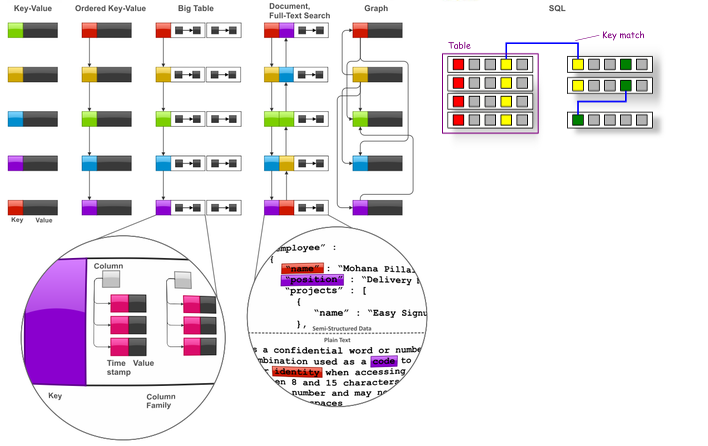 Key-Value
Ordered Key-Value
Big Table
Document,
Full-Text Search
Graph
SQL
Key match
Table
Key Value
Column
Time Value
stamp
Key
Column
Family
mployee” :
{
“name” : “Mohana Pilla
“position” : “Delivery
“projects” : [
{
“name” : “Easy Sign
},
Semi-Structured Data
Plain Text
s a confidential word or numbe
mbination used as a code to
identity when accessing
en 8 and 15 characters
number and may no
spaces